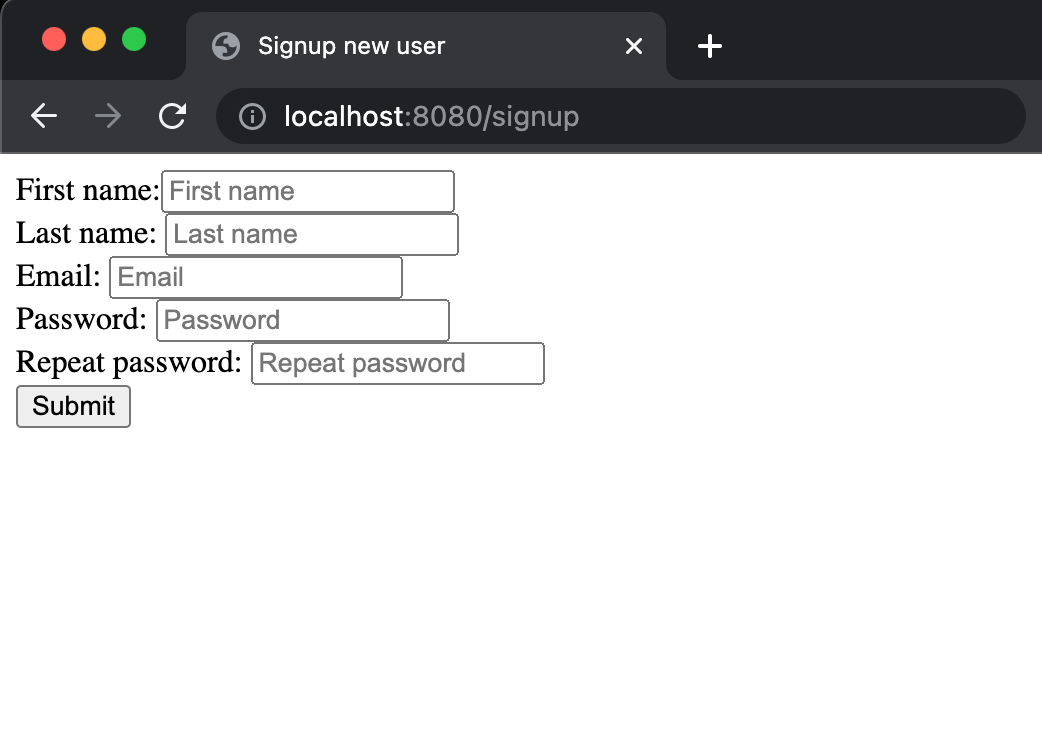 Signup new user
localhost:8080/signup
First name: First name
Last name: Last name
Email: Email
Password: Password
Repeat password: Repeat password
Submit